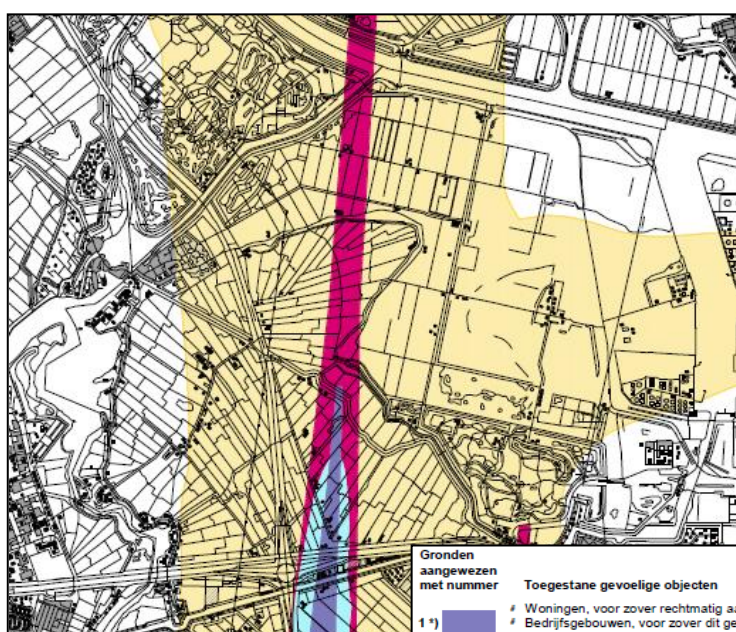 Gronden
aangewezen
met nummer
Toegestane gevoelige objecten
1 *)
# Woningen, voor zover rechtmatig aa
# Bedrijfsgebouwen, voor zover dit ge